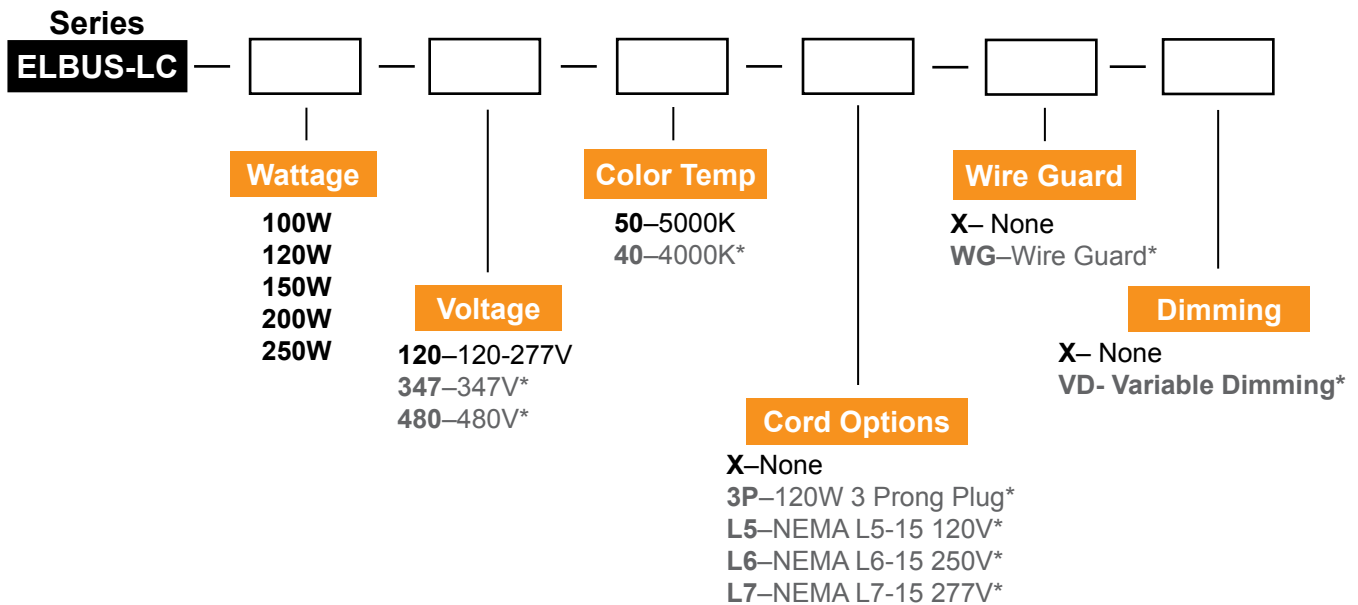 Series
ELBUS-LC
Wattage
100W
120W
150W
200W
250W
Voltage
120–120-277V
347–347V*
480–480V*
Color Temp
50–5000K
40–4000K*
Cord Options
X–None
3P–120W 3 Prong Plug*
L5–NEMA L5-15 120V*
L6–NEMA L6-15 250V*
L7–NEMA L7-15 277V*
Wire Guard
X– None
WG–Wire Guard*
Dimming
X– None
VD- Variable Dimming*